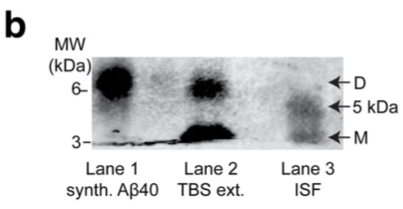 b
MW
(kDa)
6-
3-
D
5 kDa
M
Lane 1
synth. Aβ40
Lane 2
TBS ext.
Lane 3
ISF